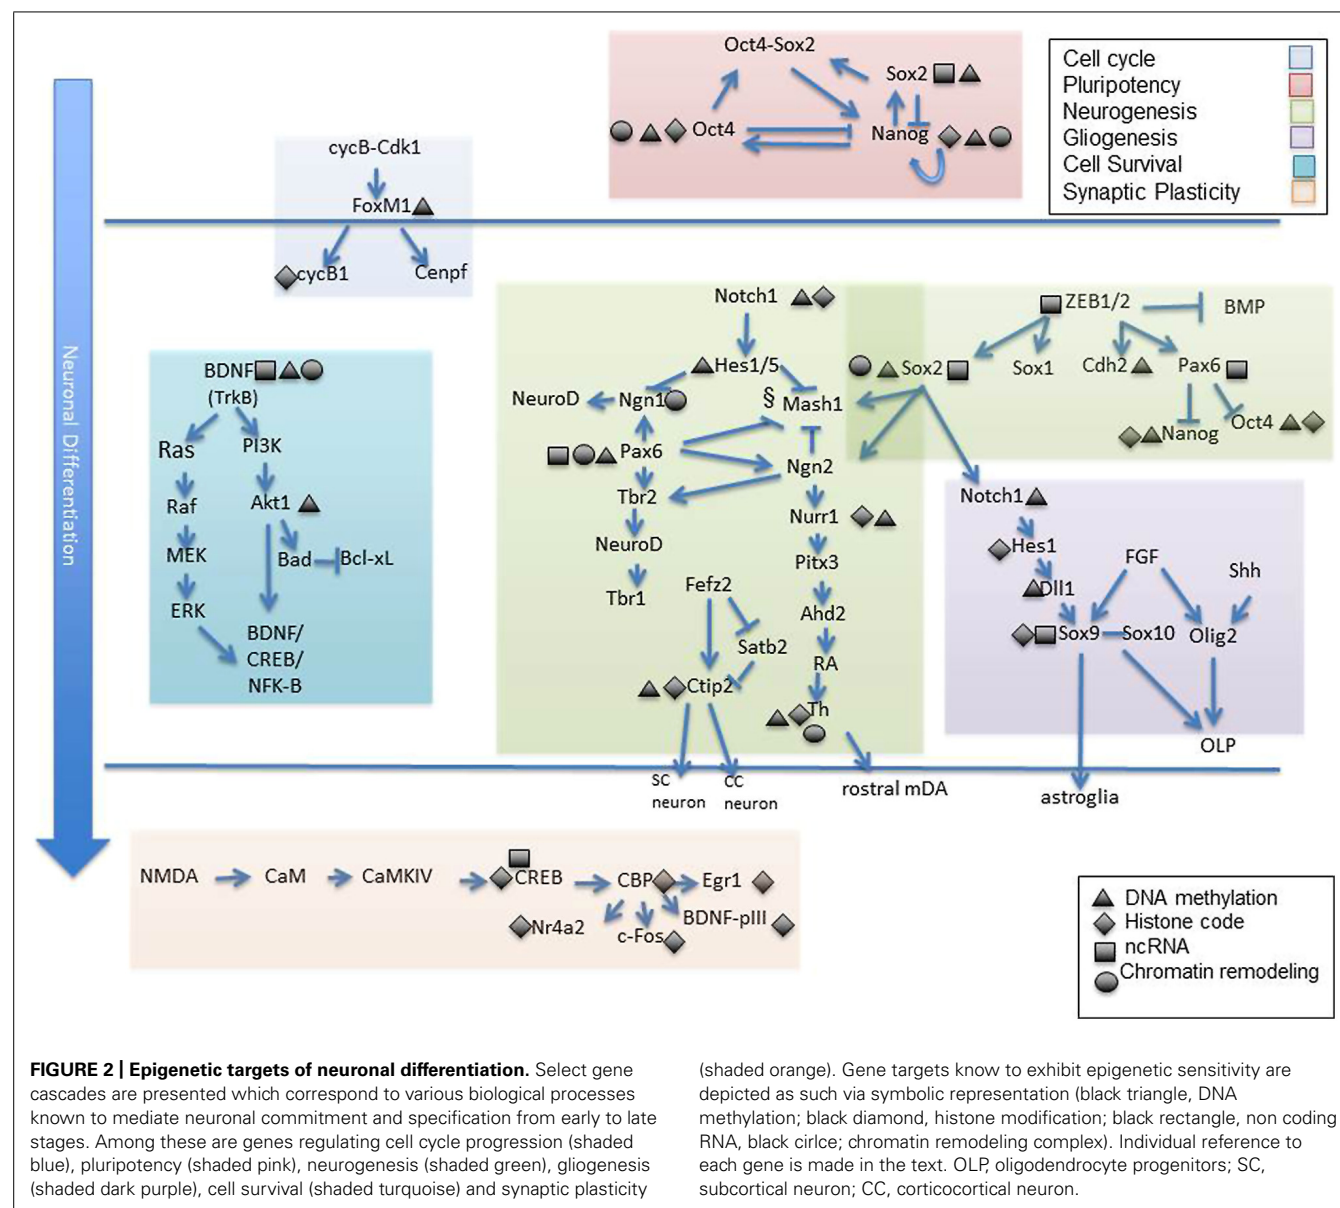 Oct4-Sox2
Sox2
Oct4
Nanog
Cell cycle
Pluripotency
Neurogenesis
Gliogenesis
Cell Survival
Synaptic Plasticity
cycB-Cdk1
FoxM1
cycB1
Cenpf
Neuronal Differentiation
BDNF
(TrkB)
Ras
PI3K
Raf
Akt1
MEK
Bad
Bcl-xL
ERK
BDNF/
CREB/
NFK-B
Notch1
Hes1/5
NeuroD
Ngn1
§
Mash1
Pax6
Ngn2
Tbr2
Nurr1
NeuroD
Pitx3
Tbr1
Fefz2
Ahd2
Satb2
RA
Ctip2
Th
SC
neuron
CC
neuron
rostral mDA
ZEB1/2
BMP
Sox2
Sox1
Cdh2
Pax6
Nanog
Oct4
Notch1
Hes1
FGF
Shh
Dll1
Sox9
Sox10
Olig2
OLP
astroglia
NMDA
CaM
CaMKIV
CREB
CBP
Egr1
Nr4a2
c-Fos
BDNF-pIII
DNA methylation
Histone code
ncRNA
Chromatin remodeling
FIGURE 2 | Epigenetic targets of neuronal differentiation. Select gene
cascades are presented which correspond to various biological processes
known to mediate neuronal commitment and specification from early to late
stages. Among these are genes regulating cell cycle progression (shaded
blue), pluripotency (shaded pink), neurogenesis (shaded green), gliogenesis
(shaded dark purple), cell survival (shaded turquoise) and synaptic plasticity
(shaded orange). Gene targets know to exhibit epigenetic sensitivity are
depicted as such via symbolic representation (black triangle, DNA
methylation; black diamond, histone modification; black rectangle, non coding
RNA, black cirlce; chromatin remodeling complex). Individual reference to
each gene is made in the text. OLP, oligodendrocyte progenitors; SC,
subcortical neuron; CC, corticocortical neuron.